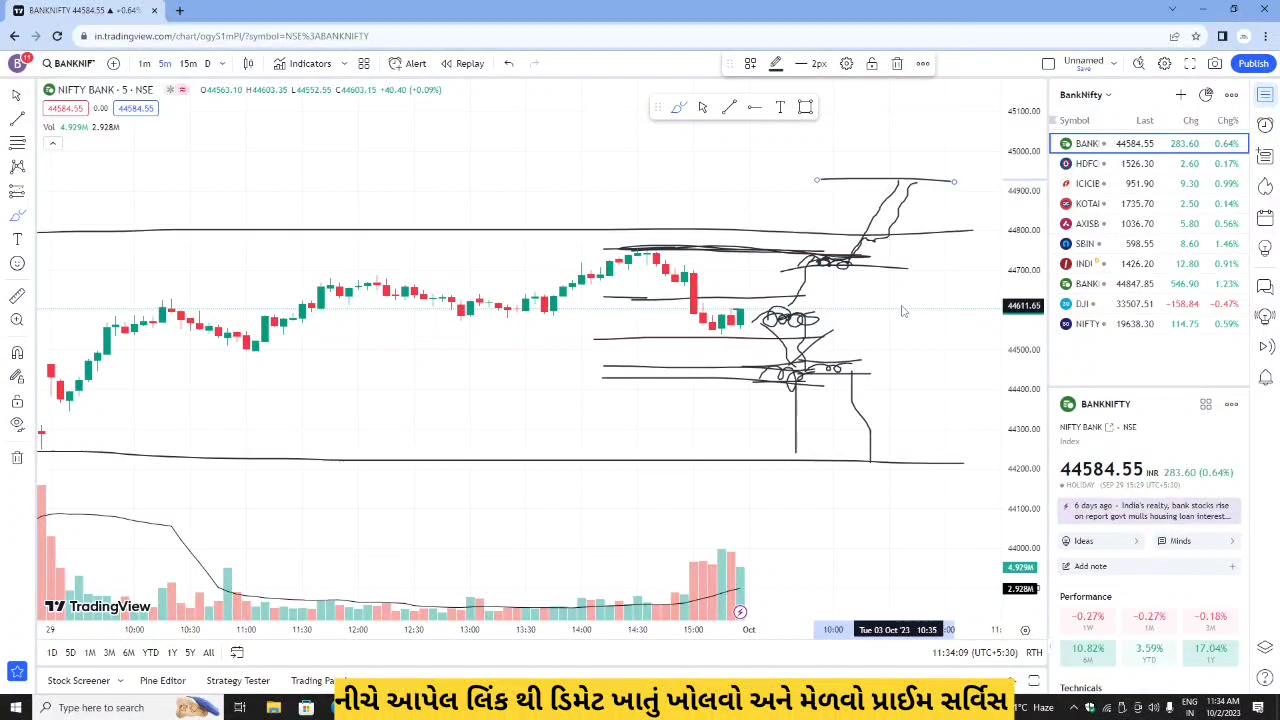 BANKNIFTY 44584.55 ▲ +0.64%
in.tradingview.com/chart/ogyS1mPI/?symbol=NSE%3ABANKNIFTY
B 11 BANKNIF 1m 5m 15m D Indicators Alert Replay 2px Unnamed Save Publish
NIFTY BANK · 5 · NSE O44563.10 H44603.35 L44552.55 C44603.15 +40.40 (+0.09%)
44584.55 0.00 44584.55
Vol 4.929M 2.928M
45100.00
45000.00
44900.00
44800.00
44700.00
44611.65
44500.00
44400.00
44300.00
44200.00
44100.00
44000.00
4.929M
2.928M
TradingView
29 10:00 10:30 11:00 11:30 12:00 12:30 13:00 13:30 14:00 14:30 15:00 Oct 10:00 Tue 03 Oct '23 10:35 :00 11:
1D 5D 1M 3M 6M YTD 1Y 5Y All 11:34:09 (UTC+5:30) RTH
Stock Screener Pine Editor Strategy Tester Trading Pa
BankNifty
Symbol Last Chg Chg%
BANKI 44584.55 283.60 0.64%
HDFC 1526.30 2.60 0.17%
ICICIB 951.90 9.30 0.99%
KOTAI 1735.70 2.50 0.14%
AXISB 1036.70 5.80 0.56%
SBIN 598.55 8.60 1.46%
INDI D 1426.20 12.80 0.91%
BANKI 44847.85 546.90 1.23%
DJI 33507.51 −158.84 −0.47%
NIFTY 19638.30 114.75 0.59%
BANKNIFTY
NIFTY BANK · NSE
Index
44584.55 INR 283.60 (0.64%)
HOLIDAY (SEP 29 15:29 UTC+5:30)
6 days ago · India's realty, bank stocks rise
on report govt mulls housing loan interest...
Ideas Minds
Add note
Performance
−0.27% −0.27% −0.18%
1W 1M 3M
10.82% 3.59% 17.04%
6M YTD 1Y
Technicals
નીચે આપેલ લિંક થી ડિમેટ ખાતું ખોલવો અને મેળવો પ્રાઈમ સર્વિસ
Type here to search
1°C Haze ENG IN 11:34 AM 10/2/2023